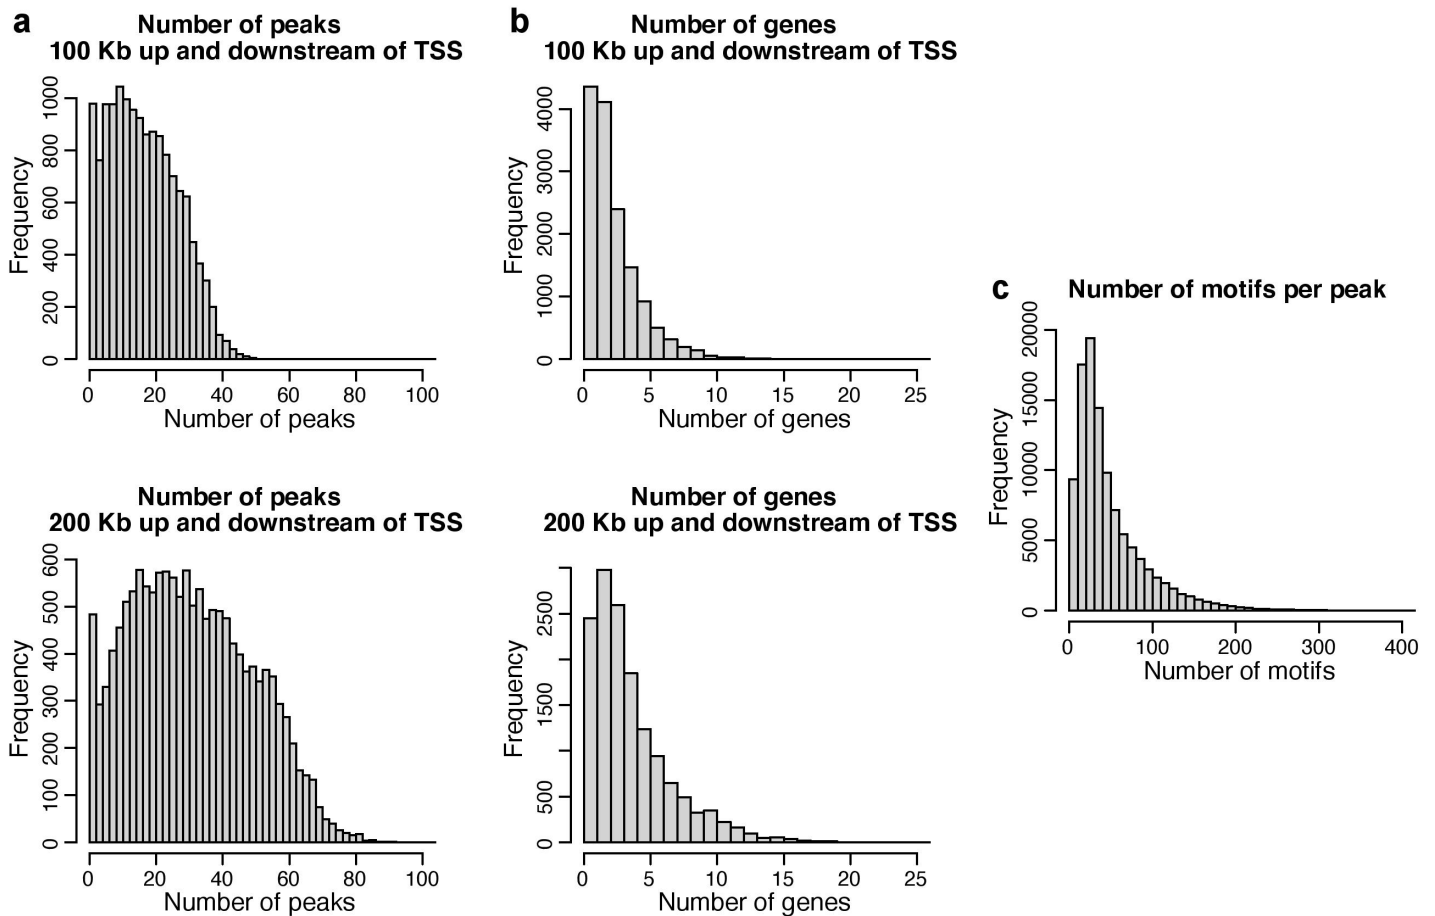 a
Number of peaks
100 Kb up and downstream of TSS
Frequency
0 200 400 600 800 1000
0 20 40 60 80 100
Number of peaks
b
Number of genes
100 Kb up and downstream of TSS
Frequency
0 1000 2000 3000 4000
0 5 10 15 20 25
Number of genes
Number of peaks
200 Kb up and downstream of TSS
Frequency
0 100 200 300 400 500 600
0 20 40 60 80 100
Number of peaks
Number of genes
200 Kb up and downstream of TSS
Frequency
0 500 1500 2500
0 5 10 15 20 25
Number of genes
c
Number of motifs per peak
Frequency
0 5000 10000 15000 20000
0 100 200 300 400
Number of motifs